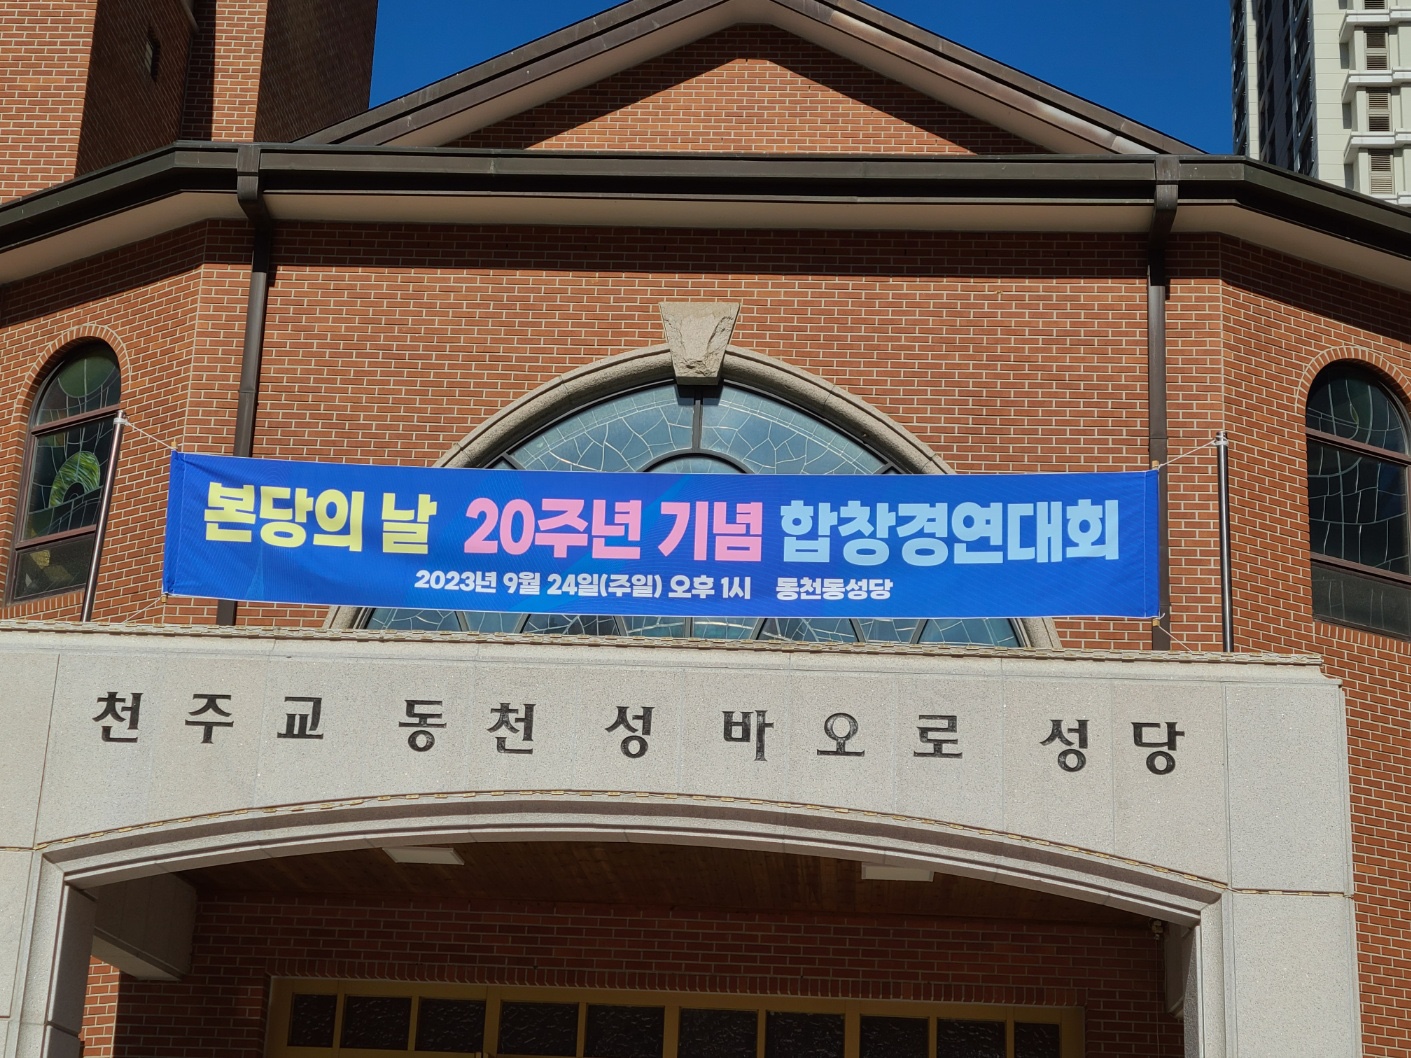 본당의 날 20주년 기념 합창경연대회
2023년 9월 24일(주일) 오후 1시 동천동성당
천주교 동천 성 바오로 성당